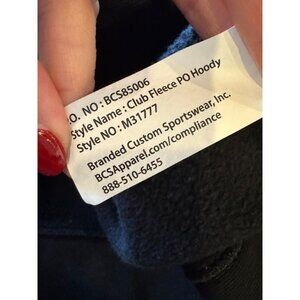 .O. NO : BCS85006
Style Name : Club Fleece PO Hoody
Style NO : M31777
Branded Custom Sportswear, Inc.
BCSApparel.com/compliance
888-510-6455